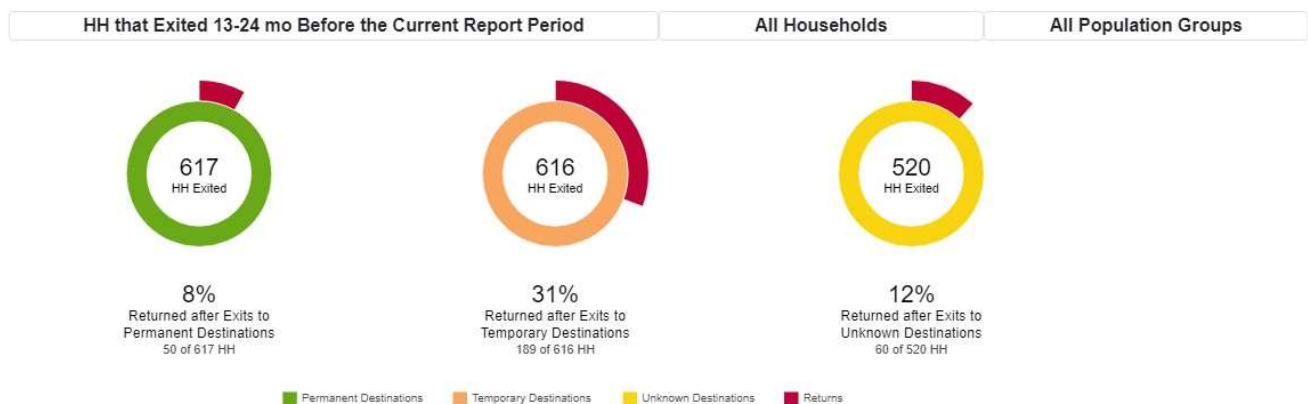 HH that Exited 13-24 mo Before the Current Report Period
All Households
All Population Groups
617
HH Exited
616
HH Exited
520
HH Exited
8%
Returned after Exits to
Permanent Destinations
50 of 617 HH
31%
Returned after Exits to
Temporary Destinations
189 of 616 HH
12%
Returned after Exits to
Unknown Destinations
60 of 520 HH
Permanent Destinations
Temporary Destinations
Unknown Destinations
Returns